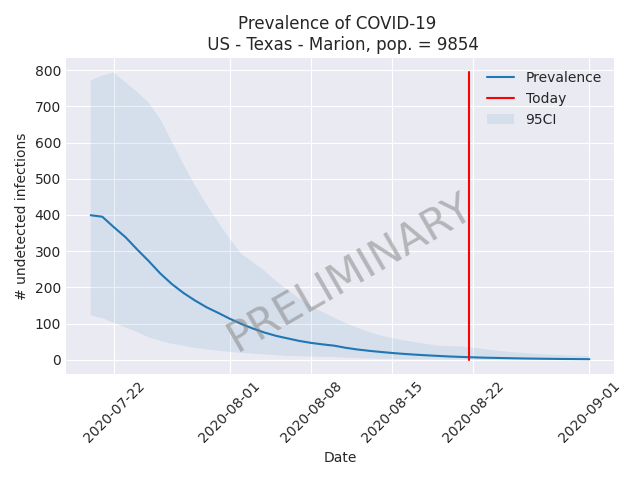 Prevalence of COVID-19
US - Texas - Marion, pop. = 9854
800
700
600
500
400
300
200
100
0
# undetected infections
Prevalence
Today
95CI
PRELIMINARY
2020-07-22
2020-08-01
2020-08-08
2020-08-15
2020-08-22
2020-09-01
Date